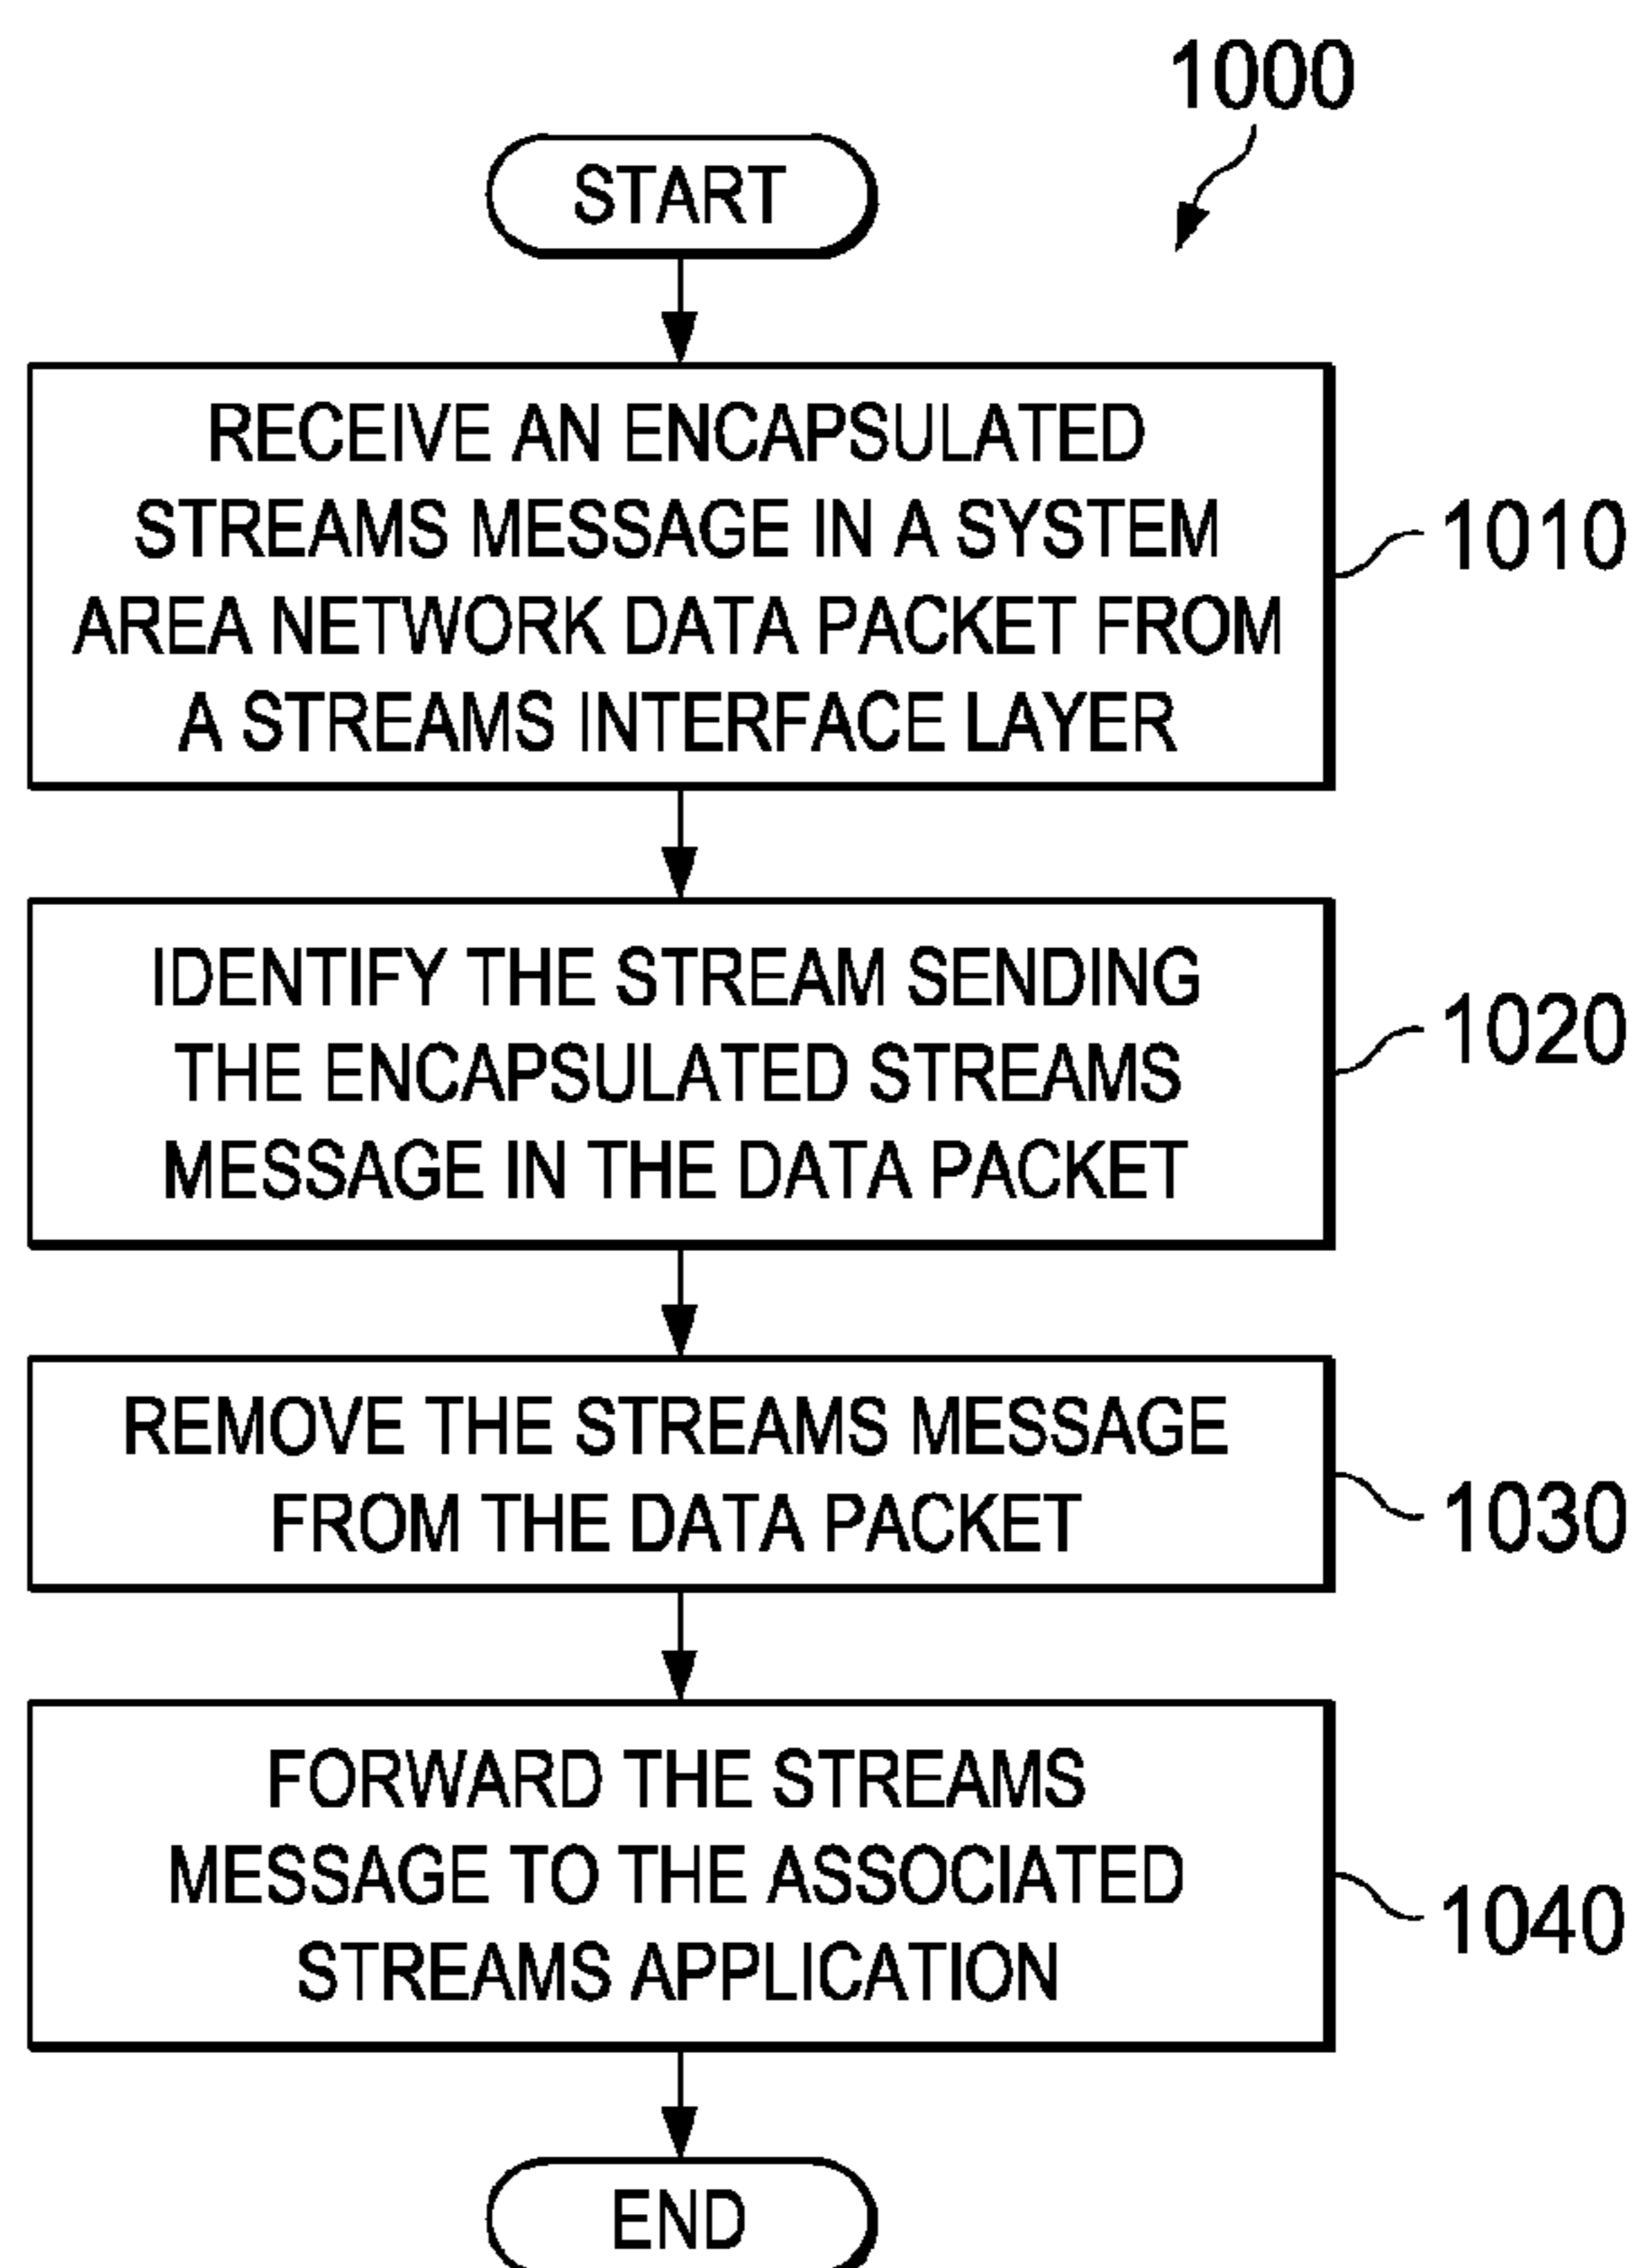 1000
START
RECEIVE AN ENCAPSULATED
STREAMS MESSAGE IN A SYSTEM
AREA NETWORK DATA PACKET FROM
A STREAMS INTERFACE LAYER
1010
IDENTIFY THE STREAM SENDING
THE ENCAPSULATED STREAMS
MESSAGE IN THE DATA PACKET
1020
REMOVE THE STREAMS MESSAGE
FROM THE DATA PACKET
1030
FORWARD THE STREAMS
MESSAGE TO THE ASSOCIATED
STREAMS APPLICATION
1040
END